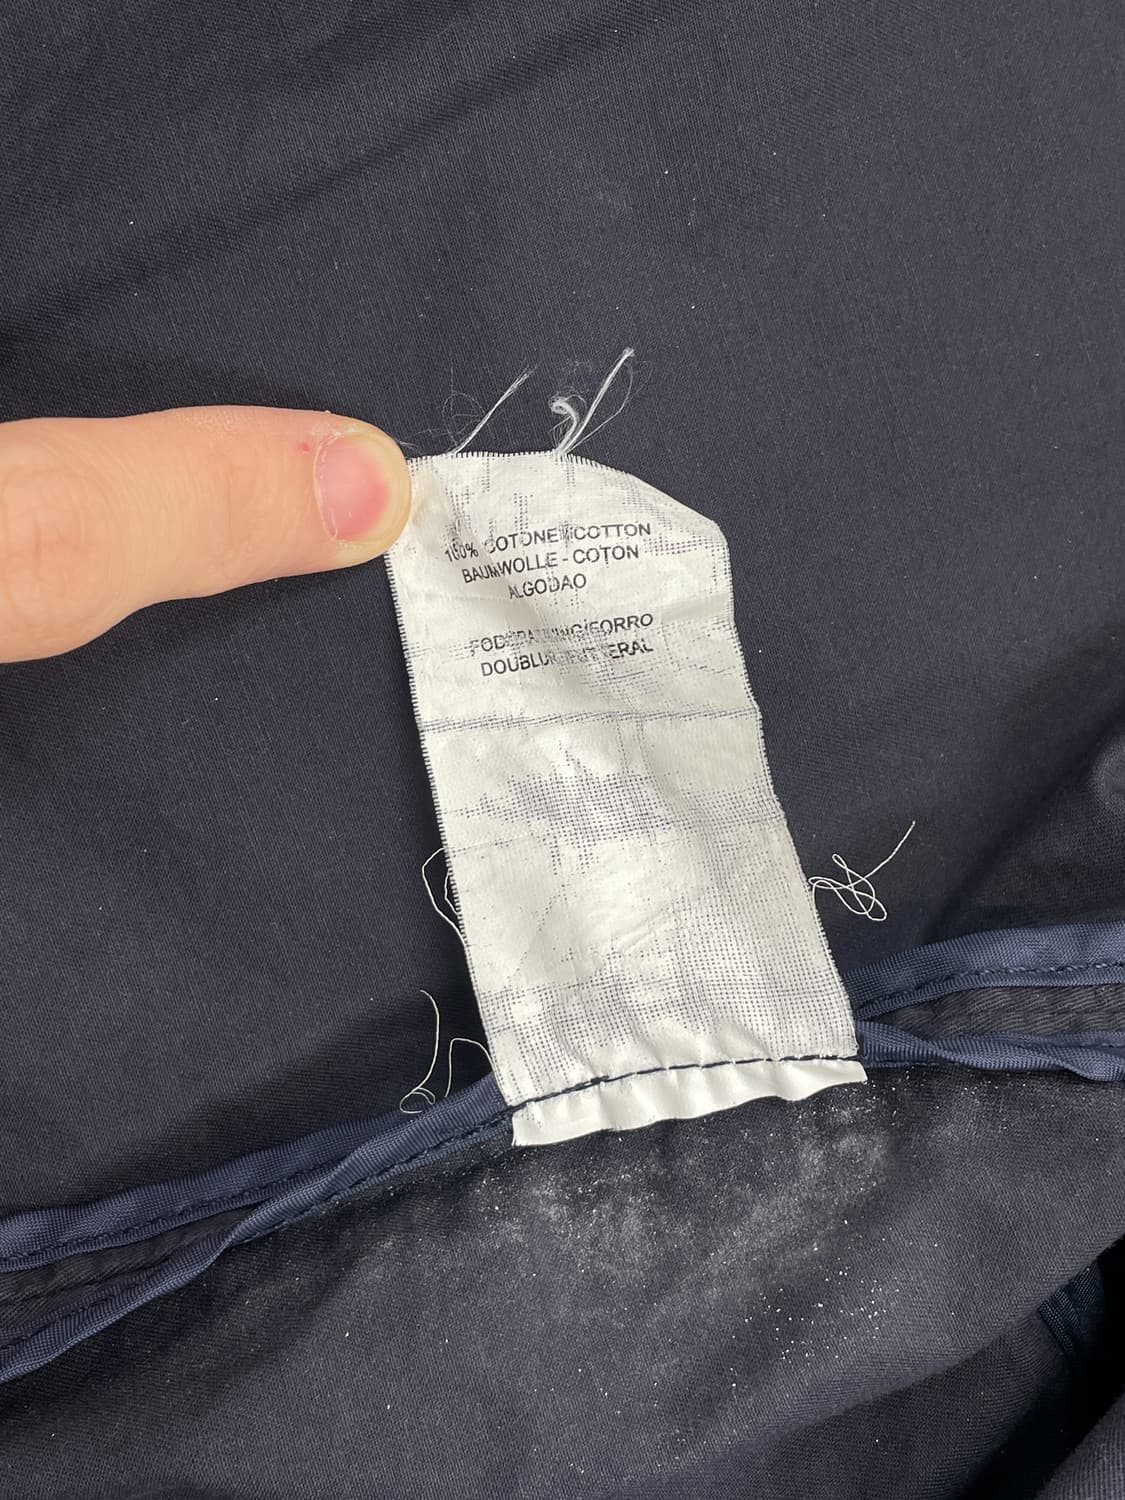 100% COTONE COTTON
BAUMWOLLE - COTON
ALGODAO
FORRO